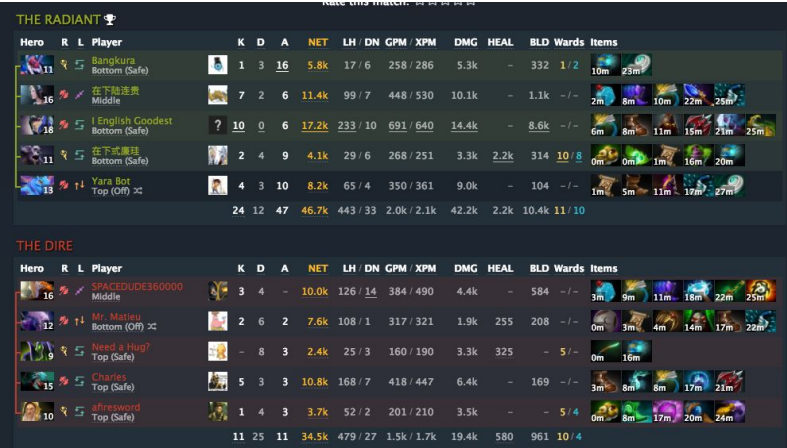 Rate this match:
THE RADIANT
Hero R L Player K D A NET LH / DN GPM / XPM DMG HEAL BLD Wards Items
11 Bangkura Bottom (Safe) 1 3 16 5.8k 17 / 6 258 / 286 5.3k – 332 1 / 2 10m 23m
16 在下陆连贵 Middle 7 2 6 11.4k 99 / 7 448 / 530 10.1k – 1.1k – / – 2m 8m 10m 22m 25m
18 I English Goodest Bottom (Safe) ? 10 0 6 17.2k 233 / 10 691 / 640 14.4k – 8.6k – / – 6m 8m 11m 15m 21m 25m
11 Bottom (Safe) 2 4 9 4.1k 29 / 6 268 / 251 3.3k 2.2k 314 10 / 8 0m 0m 1m 16m 20m
13 Yara Bot Top (Off) 4 3 10 8.2k 65 / 4 350 / 361 9.0k – 104 – / – 1m 5m 11m 17m 27m
24 12 47 46.7k 443 / 33 2.0k / 2.1k 42.2k 2.2k 10.4k 11 / 10
THE DIRE
Hero R L Player K D A NET LH / DN GPM / XPM DMG HEAL BLD Wards Items
16 SPACEDUDE360000 Middle 3 4 – 10.0k 126 / 14 384 / 490 4.4k – 584 – / – 3m 9m 11m 18m 22m 25m
12 Mr. Matieu Bottom (Off) 2 6 2 7.6k 108 / 1 317 / 321 1.9k 255 208 – / – 0m 3m 4m 14m 17m 22m
9 Need a Hug? Top (Safe) – 8 3 2.4k 25 / 3 160 / 190 3.3k 325 – 5 / – 0m 16m
15 Charles Top (Safe) 5 3 3 10.8k 168 / 7 418 / 447 6.4k – 169 – / – 3m 8m 8m 17m 21m
10 afiresword Top (Safe) 1 4 3 3.7k 52 / 2 201 / 210 3.5k – – 5 / 4 0m 8m 17m 20m 24m
11 25 11 34.5k 479 / 27 1.5k / 1.7k 19.4k 580 961 10 / 4